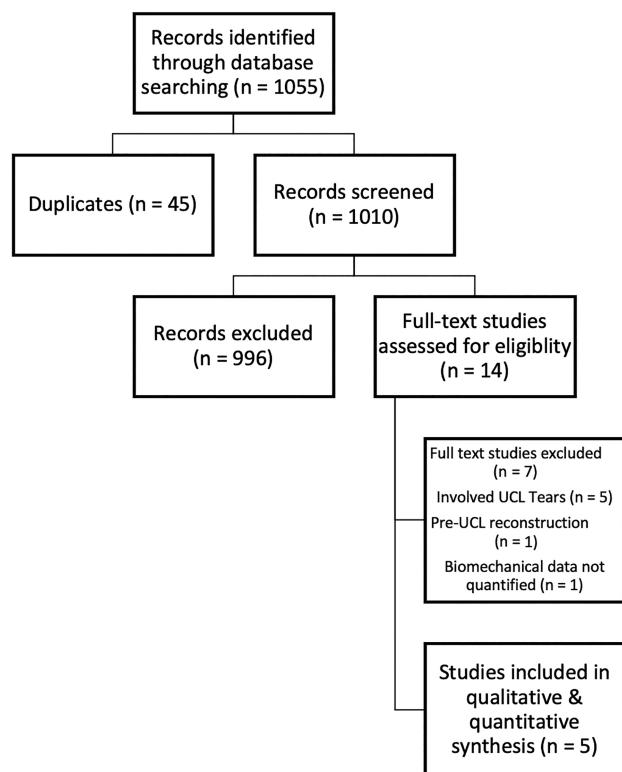 Records identified
through database
searching (n = 1055)
Duplicates (n = 45)
Records screened
(n = 1010)
Records excluded
(n = 996)
Full-text studies
assessed for eligiblity
(n = 14)
Full text studies excluded
(n = 7)
Involved UCL Tears (n = 5)
Pre-UCL reconstruction
(n = 1)
Biomechanical data not
quantified (n = 1)
Studies included in
qualitative &
quantitative
synthesis (n = 5)